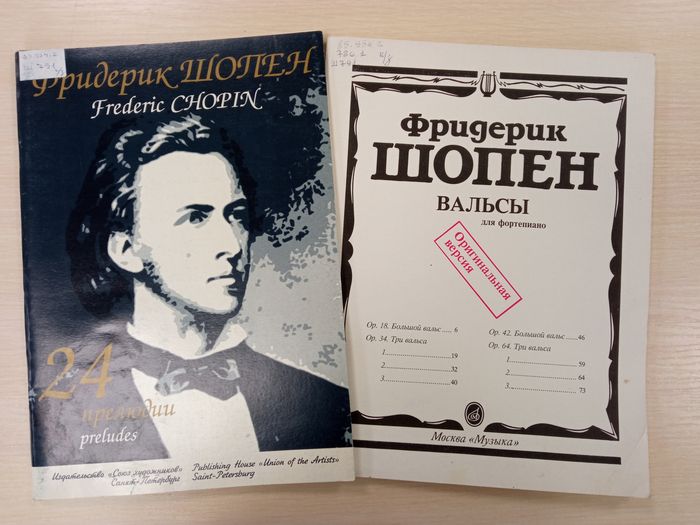 Фридерик ШОПЕН
Frederic CHOPIN
24
прелюдии
preludes
Издательство «Союз художников»
Санкт-Петербург
Publishing House «Union of the Artists»
Saint-Petersburg
Фридерик
ШОПЕН
ВАЛЬСЫ
для фортепиано
Оригинальная
версия
Op. 18. Большой вальс ..... 6
Op. 34. Три вальса
1 ........................ 19
2 ........................ 32
3 ........................ 40
Op. 42. Большой вальс ...... 46
Op. 64. Три вальса
1 ........................ 59
2 ........................ 64
3 ........................ 73
Москва «Музыка»